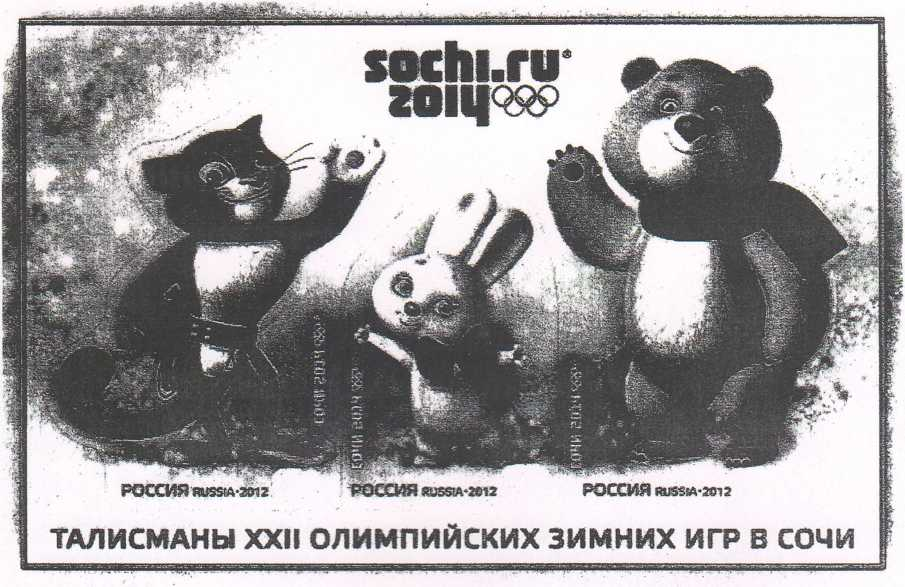 sochi.ru®
2014
СОЧИ 2014
СОЧИ 2014
СОЧИ 2014
РОССИЯ RUSSIA·2012
РОССИЯ RUSSIA·2012
РОССИЯ RUSSIA·2012
ТАЛИСМАНЫ XXII ОЛИМПИЙСКИХ ЗИМНИХ ИГР В СОЧИ